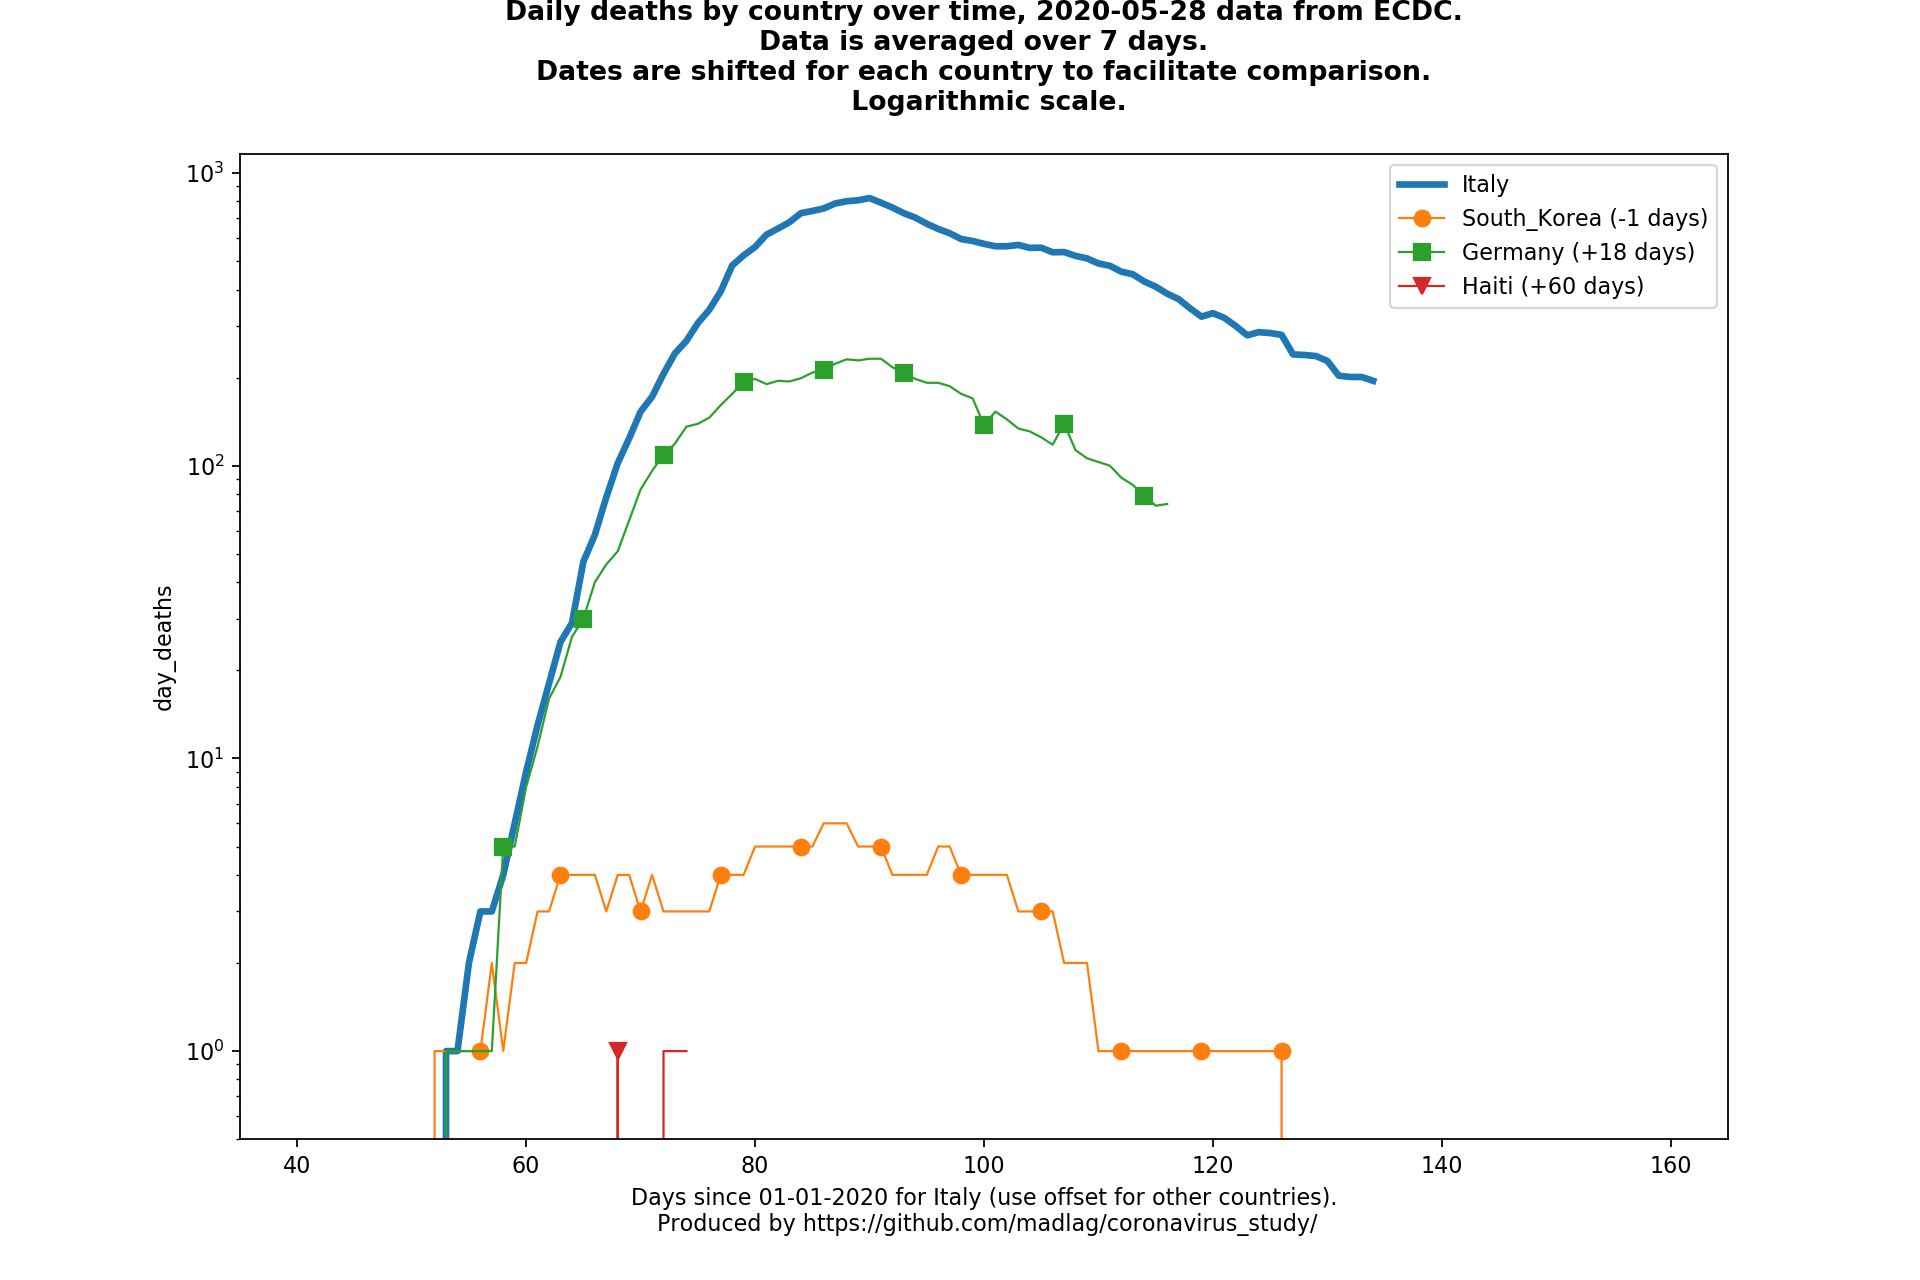 Daily deaths by country over time, 2020-05-28 data from ECDC.
Data is averaged over 7 days.
Dates are shifted for each country to facilitate comparison.
Logarithmic scale.
10³
10²
10¹
10⁰
day_deaths
Italy
South_Korea (-1 days)
Germany (+18 days)
Haiti (+60 days)
40 60 80 100 120 140 160
Days since 01-01-2020 for Italy (use offset for other countries).
Produced by https://github.com/madlag/coronavirus_study/